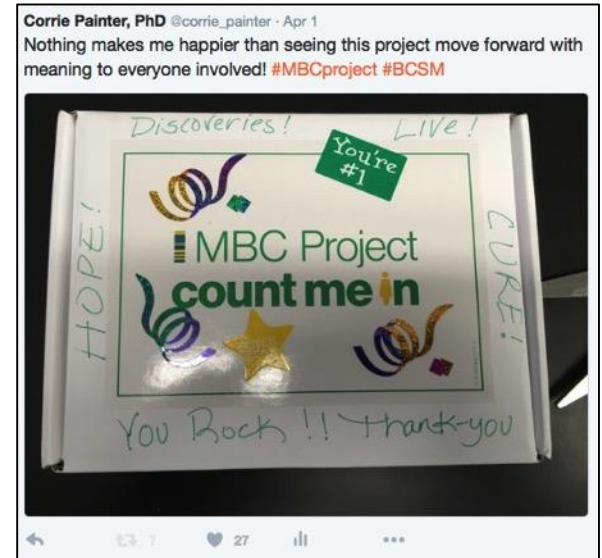 Corrie Painter, PhD @corrie_painter · Apr 1
Nothing makes me happier than seeing this project move forward with
meaning to everyone involved! #MBCproject #BCSM
Discoveries! Live!
You're
#1
HOPE!
MBC Project
count me in
CURE!
You Rock!! Thank-you
7 27